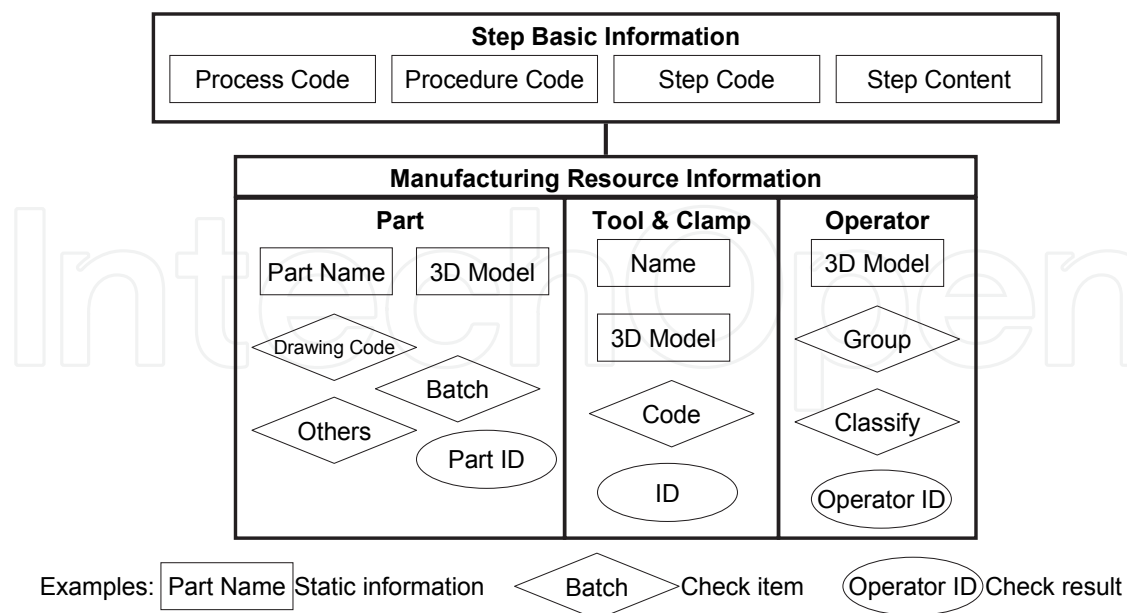 Step Basic Information
Process Code Procedure Code Step Code Step Content
Manufacturing Resource Information
Part
Part Name 3D Model
Drawing Code
Batch
Others
Part ID
Tool & Clamp
Name
3D Model
Code
ID
Operator
3D Model
Group
Classify
Operator ID
Examples: Part Name Static information Batch Check item Operator ID Check result
IntechOpen